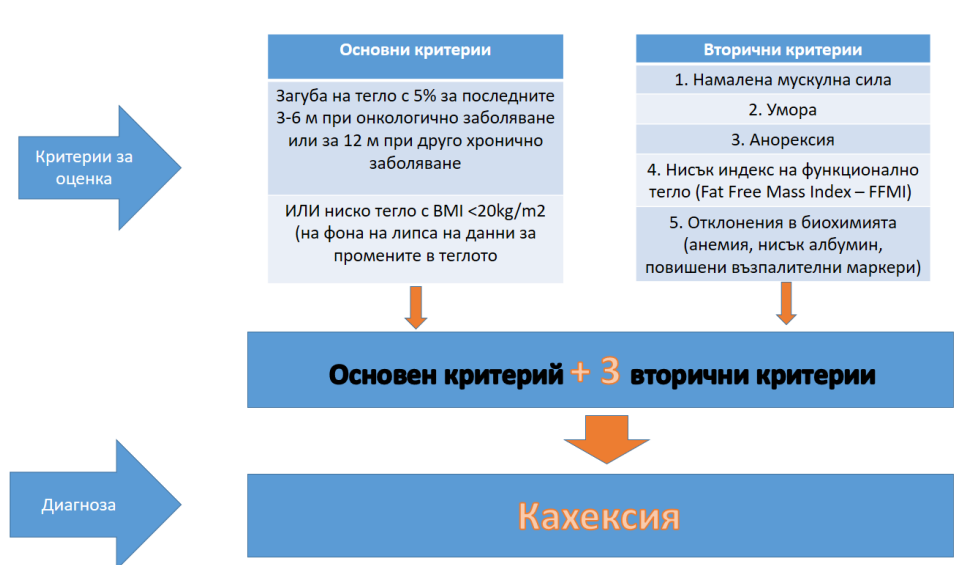 Основни критерии
Загуба на тегло с 5% за последните
3-6 м при онкологично заболяване
или за 12 м при друго хронично
заболяване
ИЛИ ниско тегло с BMI <20kg/m2
(на фона на липса на данни за
промените в теглото
Вторични критерии
1. Намалена мускулна сила
2. Умора
3. Анорексия
4. Нисък индекс на функционално
тегло (Fat Free Mass Index – FFMI)
5. Отклонения в биохимията
(анемия, нисък албумин,
повишени възпалителни маркери)
Критерии за
оценка
Основен критерий + 3 вторични критерии
Диагноза
Кахексия